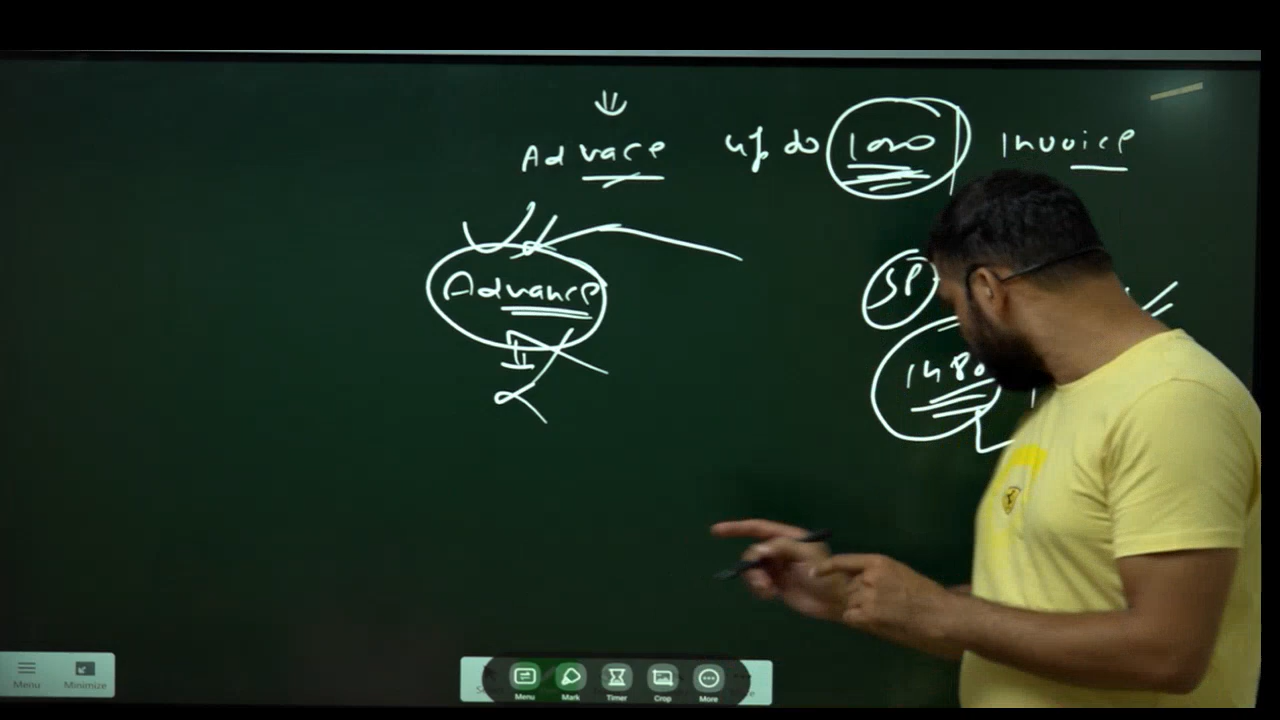 Advace up to 1000 Invoice
Advance
SP
Menu
Minimize
Menu
Mark
Timer
Crop
More